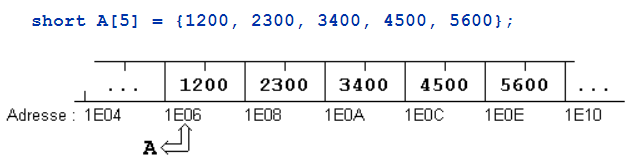 short A[5] = {1200, 2300, 3400, 4500, 5600};
... 1200 2300 3400 4500 5600 ...
Adresse : 1E04 1E06 1E08 1E0A 1E0C 1E0E 1E10
A